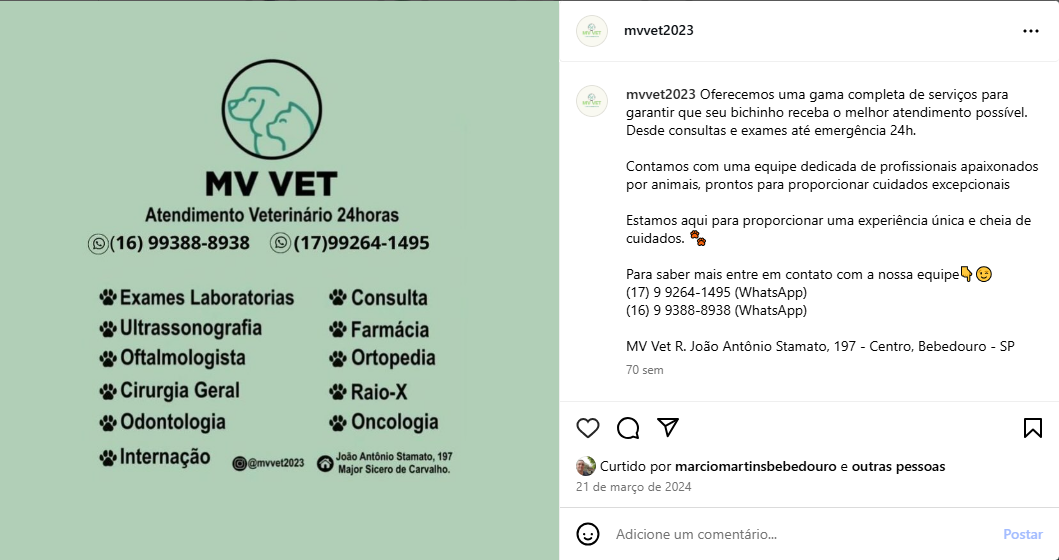 MV VET
Atendimento Veterinário 24horas
(16) 99388-8938 (17)99264-1495
Exames Laboratorias
Consulta
Ultrassonografia
Farmácia
Oftalmologista
Ortopedia
Cirurgia Geral
Raio-X
Odontologia
Oncologia
Internação
@mvvet2023
João Antônio Stamato, 197
Major Sicero de Carvalho.
mvvet2023
mvvet2023 Oferecemos uma gama completa de serviços para
garantir que seu bichinho receba o melhor atendimento possível.
Desde consultas e exames até emergência 24h.
Contamos com uma equipe dedicada de profissionais apaixonados
por animais, prontos para proporcionar cuidados excepcionais
Estamos aqui para proporcionar uma experiência única e cheia de
cuidados. 🐾
Para saber mais entre em contato com a nossa equipe👇😉
(17) 9 9264-1495 (WhatsApp)
(16) 9 9388-8938 (WhatsApp)
MV Vet R. João Antônio Stamato, 197 - Centro, Bebedouro - SP
70 sem
Curtido por marciomartinsbebedouro e outras pessoas
21 de março de 2024
Adicione um comentário...
Postar